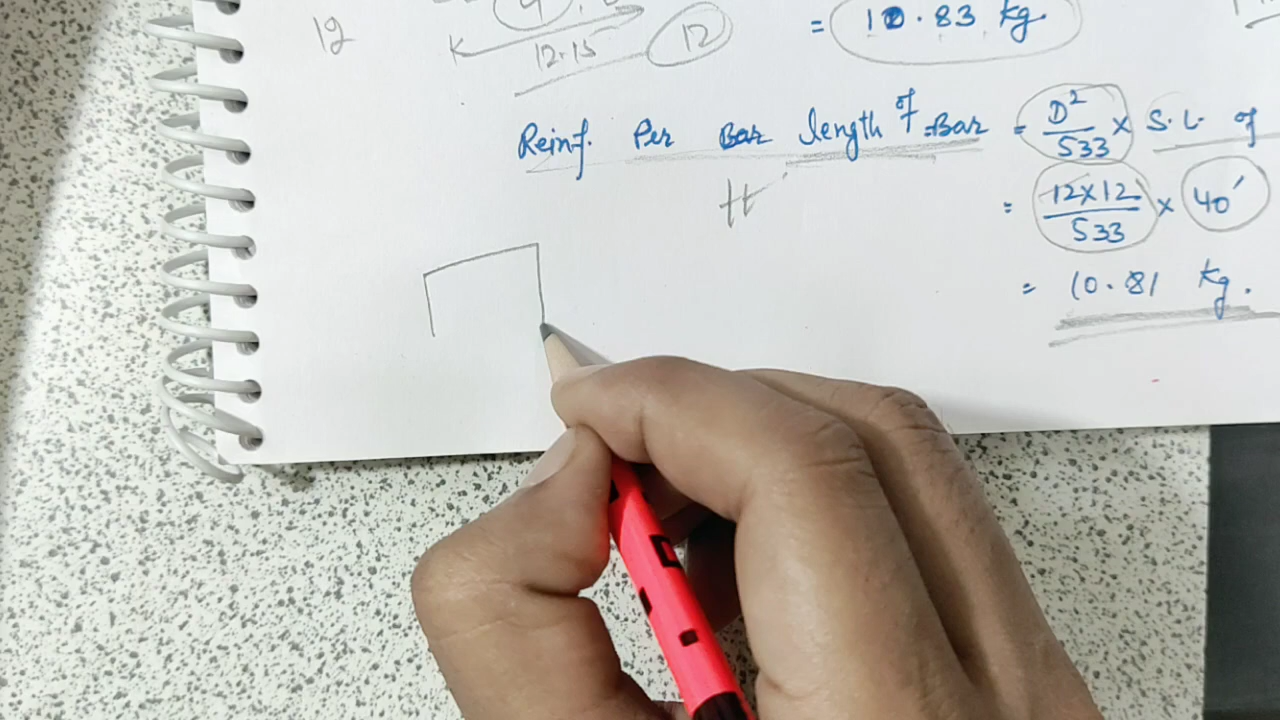 12 = 10.83 kg
12.15 12
Reinf. Per Bar length of Bar = D²/533 × S.L. of
ft = 12×12/533 × 40'
= 10.81 kg.